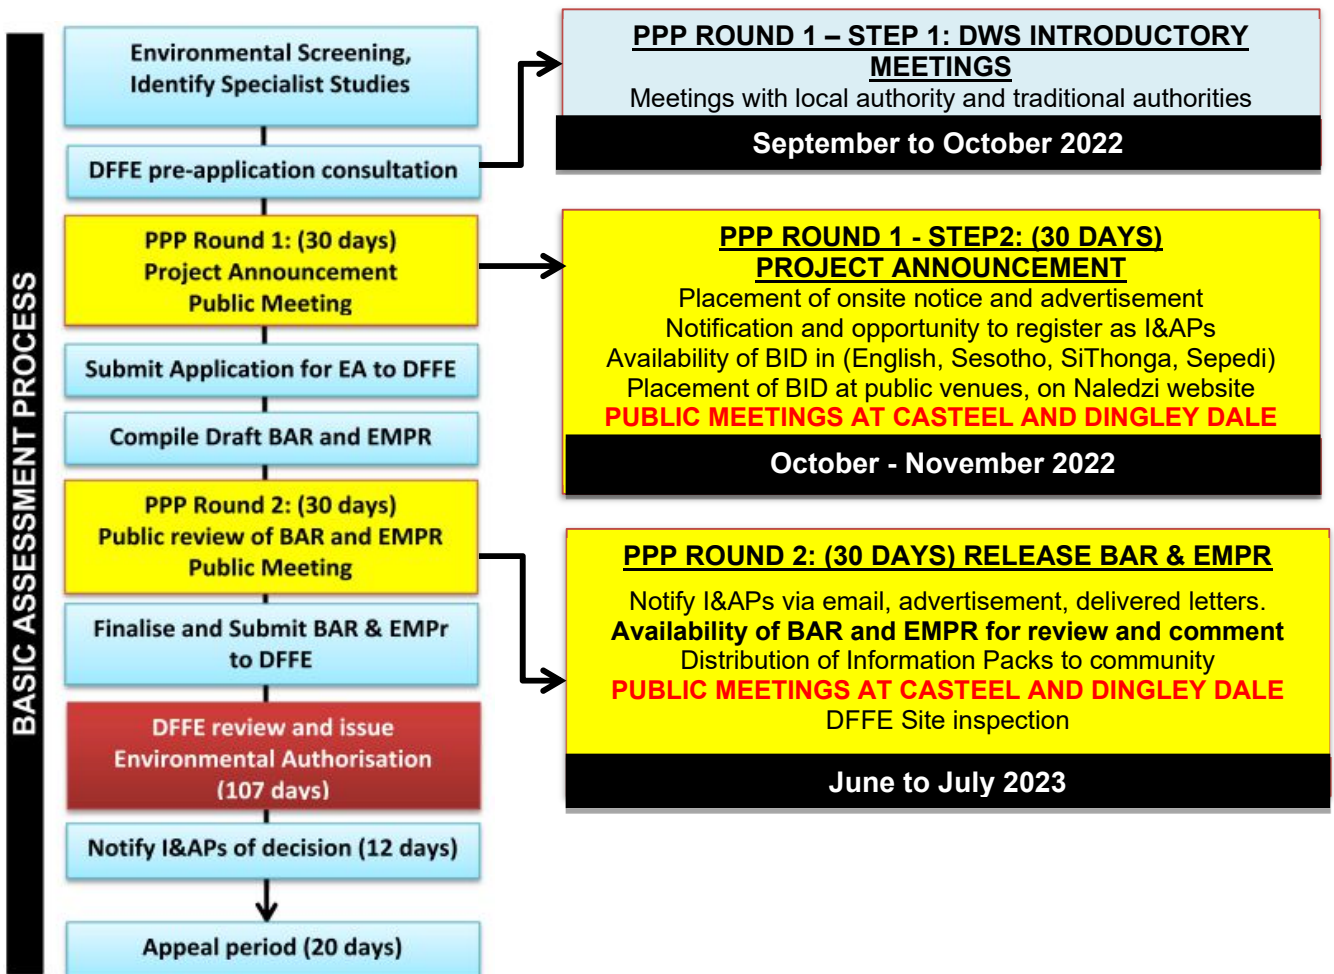 BASIC ASSESSMENT PROCESS
Environmental Screening,
Identify Specialist Studies
DFFE pre-application consultation
PPP Round 1: (30 days)
Project Announcement
Public Meeting
Submit Application for EA to DFFE
Compile Draft BAR and EMPR
PPP Round 2: (30 days)
Public review of BAR and EMPR
Public Meeting
Finalise and Submit BAR & EMPr
to DFFE
DFFE review and issue
Environmental Authorisation
(107 days)
Notify I&APs of decision (12 days)
Appeal period (20 days)
PPP ROUND 1 – STEP 1: DWS INTRODUCTORY
MEETINGS
Meetings with local authority and traditional authorities
September to October 2022
PPP ROUND 1 - STEP2: (30 DAYS)
PROJECT ANNOUNCEMENT
Placement of onsite notice and advertisement
Notification and opportunity to register as I&APs
Availability of BID in (English, Sesotho, SiThonga, Sepedi)
Placement of BID at public venues, on Naledzi website
PUBLIC MEETINGS AT CASTEEL AND DINGLEY DALE
October - November 2022
PPP ROUND 2: (30 DAYS) RELEASE BAR & EMPR
Notify I&APs via email, advertisement, delivered letters.
Availability of BAR and EMPR for review and comment
Distribution of Information Packs to community
PUBLIC MEETINGS AT CASTEEL AND DINGLEY DALE
DFFE Site inspection
June to July 2023